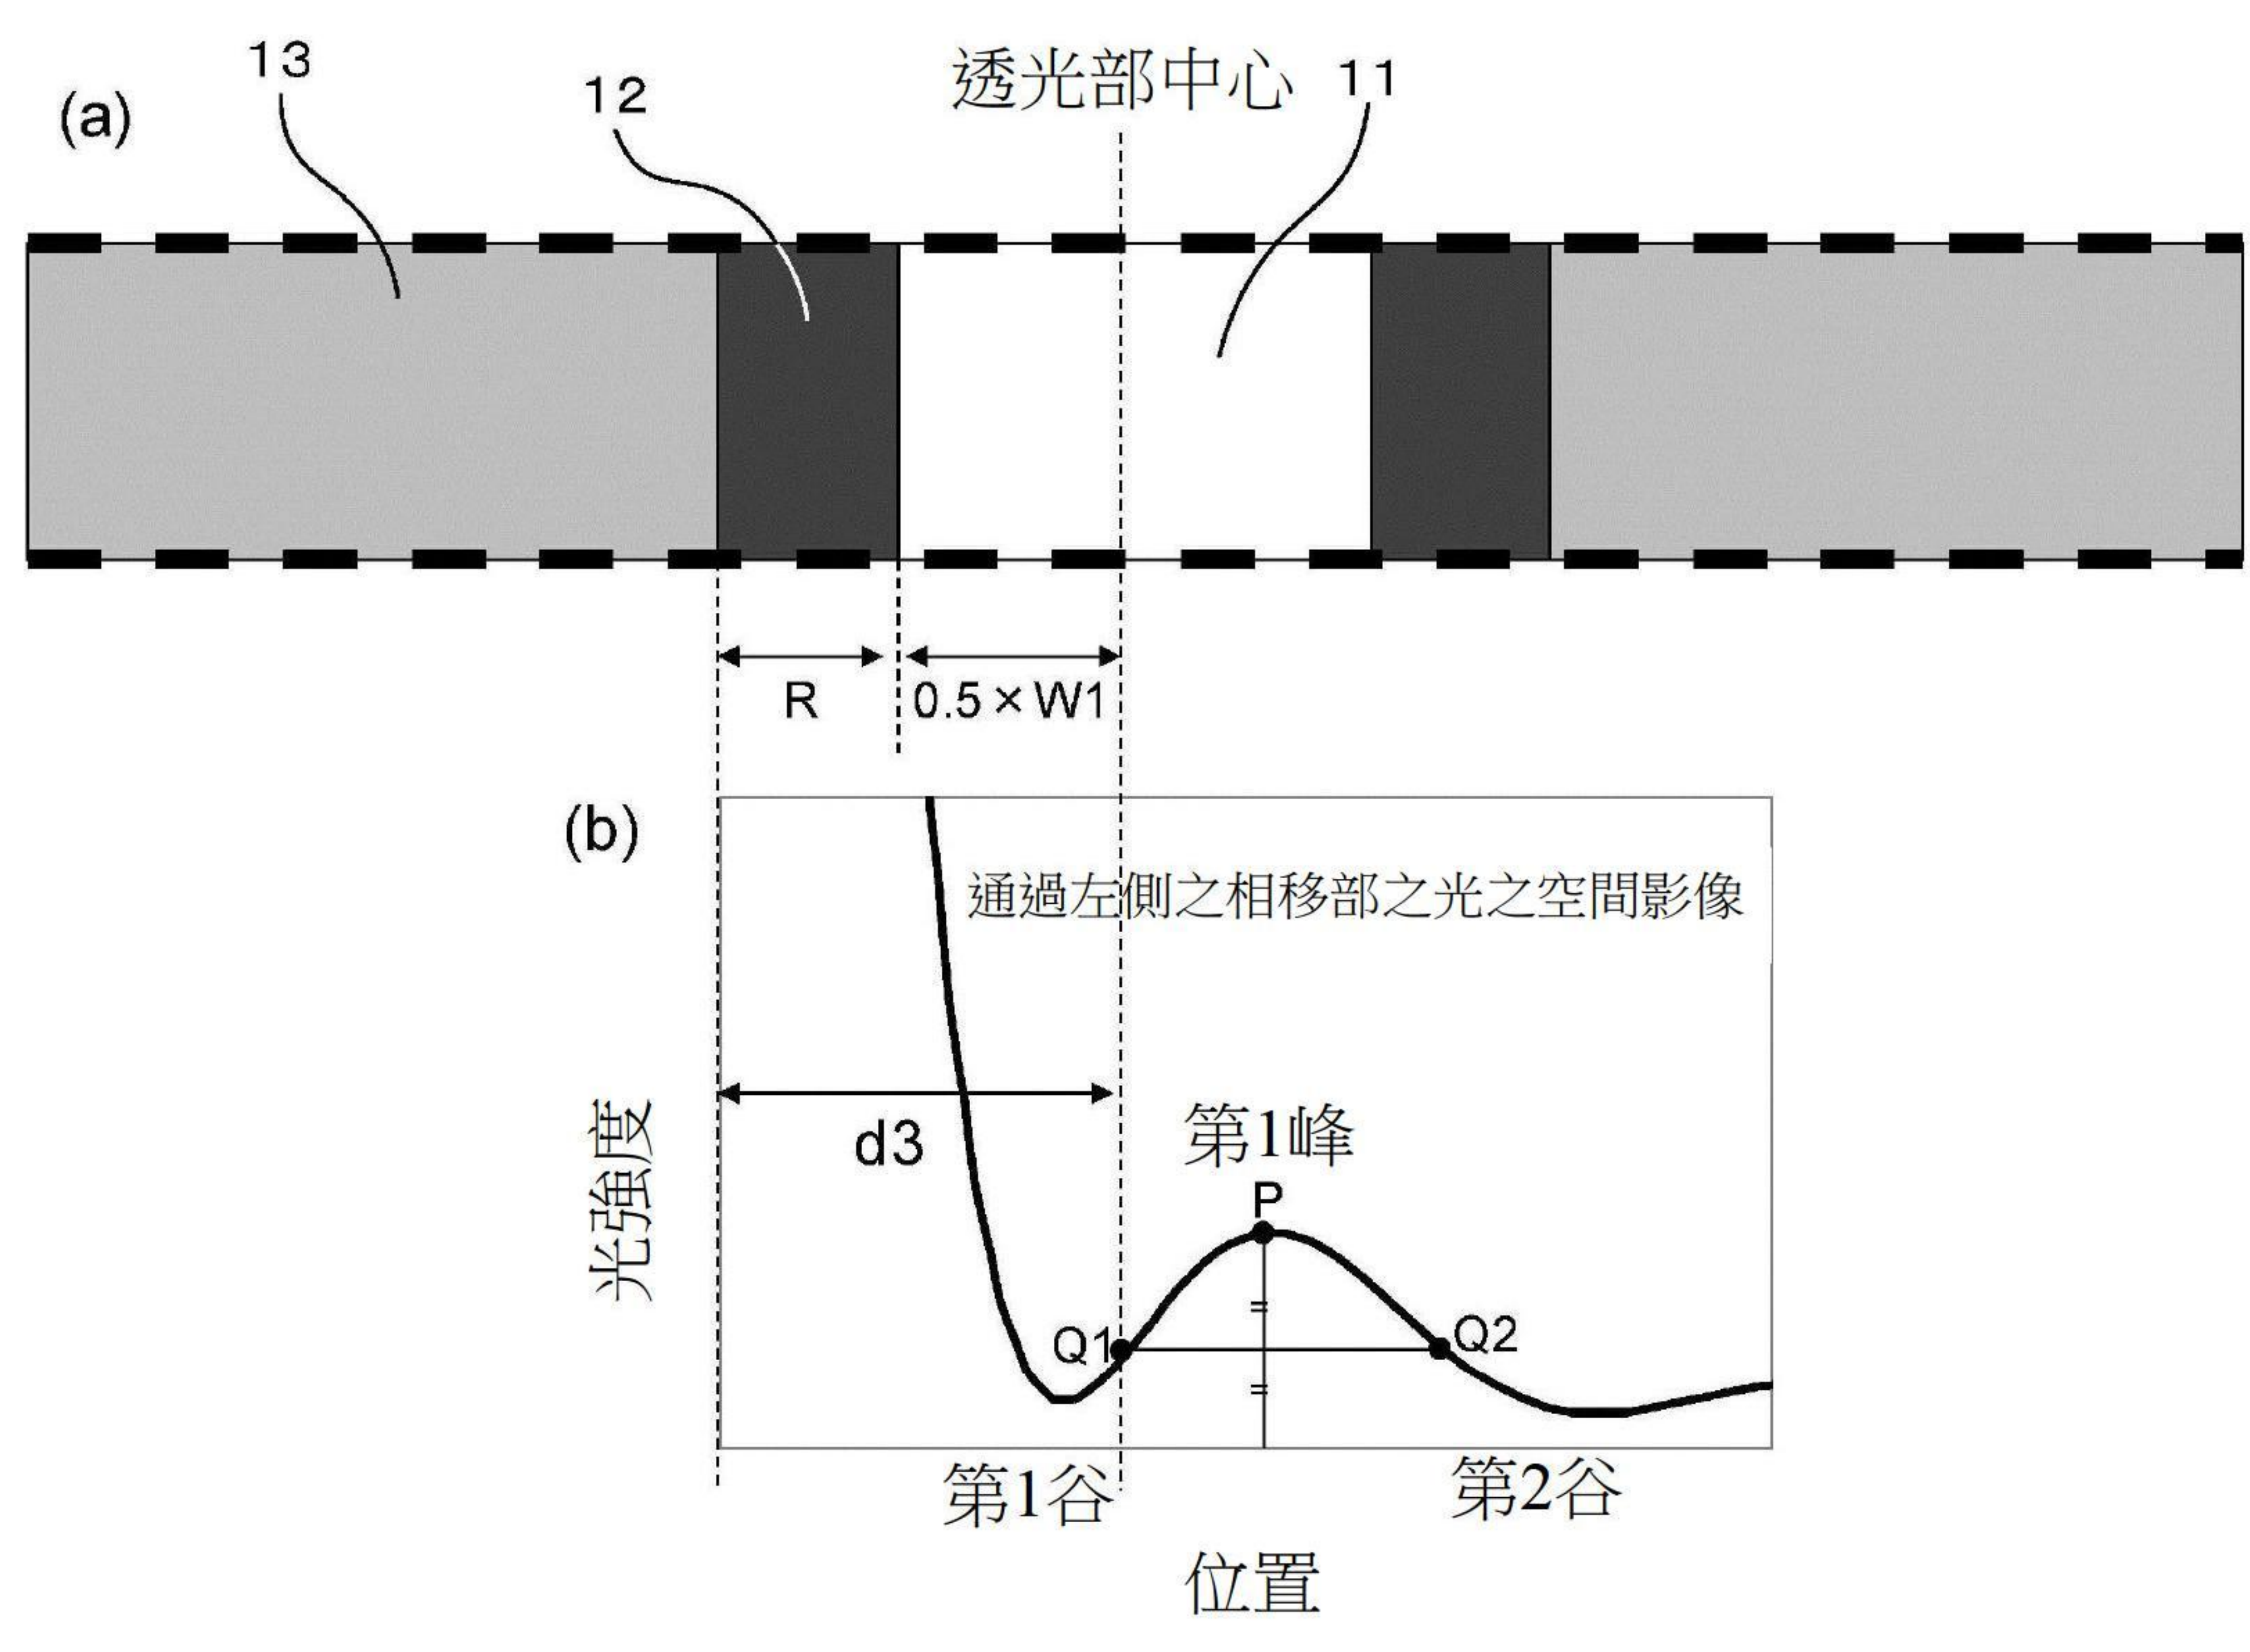 13
12
透光部中心
11
(a)
R
0.5×W1
(b)
通過左側之相移部之光之空間影像
d3
光強度
第1峰
P
=
Q1
Q2
=
第1谷
第2谷
位置